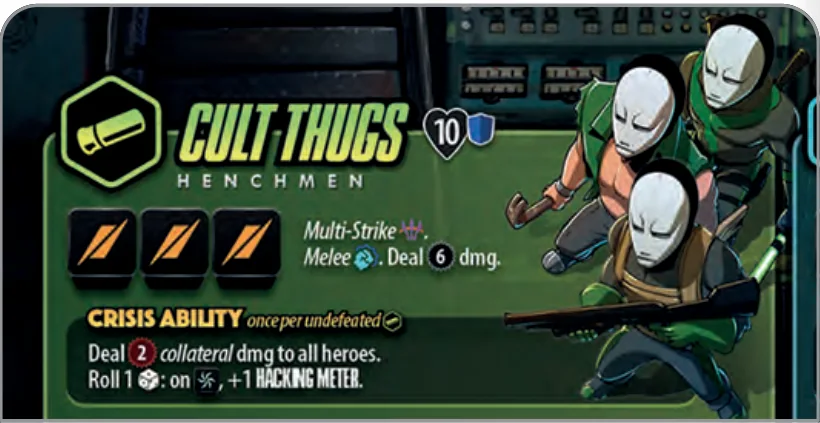 CULT THUGS
10
HENCHMEN
Multi-Strike .
Melee . Deal 6 dmg.
CRISIS ABILITY once per undefeated
Deal 2 collateral dmg to all heroes.
Roll 1 : on , +1 HACKING METER.